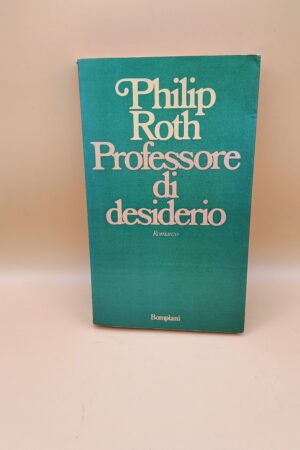 Philip
Roth
Professore
di
desiderio
Romanzo
Bompiani